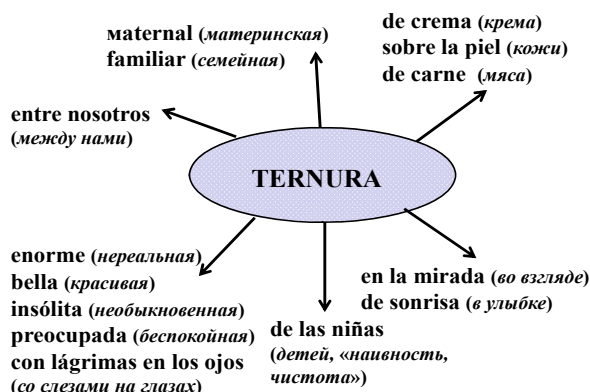 мaternal (материнская)
familiar (семейная)
de crema (крема)
sobre la piel (кожи)
de carne (мяса)
entre nosotros
(между нами)
TERNURA
enorme (нереальная)
bella (красивая)
insólita (необыкновенная)
preocupada (беспокойная)
con lágrimas en los ojos
(со слезами на глазах)
de las niñas
(детей, «наивность,
чистота»)
en la mirada (во взгляде)
de sonrisa (в улыбке)